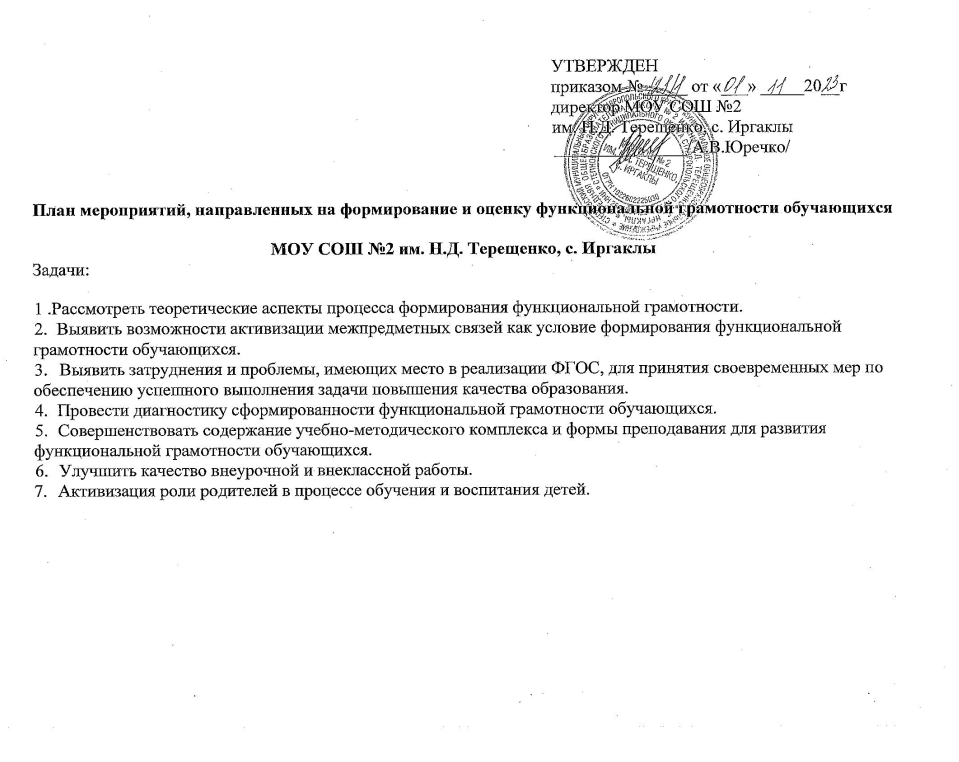 УТВЕРЖДЕН
приказом № от «01» 11 2023г
директор МОУ СОШ №2
им. Н.Д. Терещенко, с. Иргаклы
А.В.Юречко/
План мероприятий, направленных на формирование и оценку функциональной грамотности обучающихся
МОУ СОШ №2 им. Н.Д. Терещенко, с. Иргаклы
Задачи:
1 .Рассмотреть теоретические аспекты процесса формирования функциональной грамотности.
2. Выявить возможности активизации межпредметных связей как условие формирования функциональной
грамотности обучающихся.
3. Выявить затруднения и проблемы, имеющих место в реализации ФГОС, для принятия своевременных мер по
обеспечению успешного выполнения задачи повышения качества образования.
4. Провести диагностику сформированности функциональной грамотности обучающихся.
5. Совершенствовать содержание учебно-методического комплекса и формы преподавания для развития
функциональной грамотности обучающихся.
6. Улучшить качество внеурочной и внеклассной работы.
7. Активизация роли родителей в процессе обучения и воспитания детей.